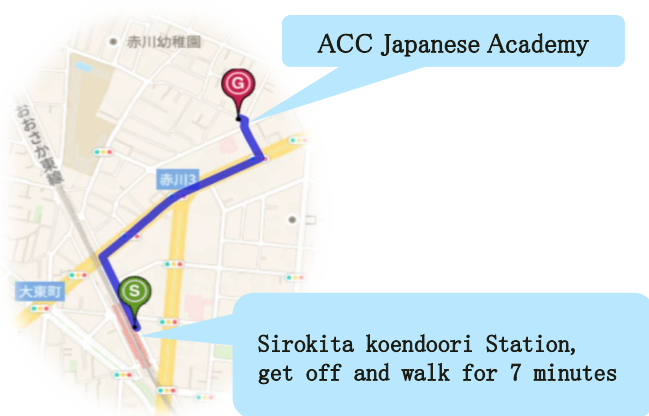 赤川幼稚園
ACC Japanese Academy
G
おおさか東線
赤川3
大東町
S
Sirokita koendoori Station,
get off and walk for 7 minutes